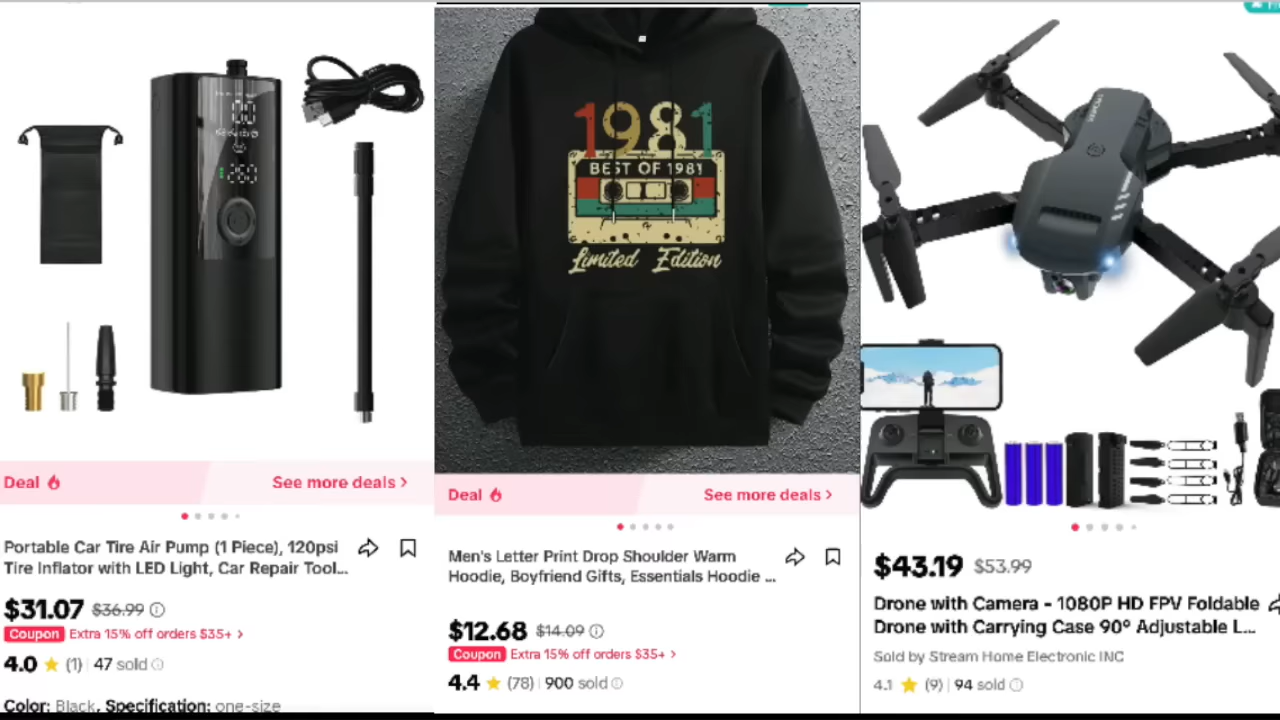 Deal
See more deals >
Portable Car Tire Air Pump (1 Piece), 120psi
Tire Inflator with LED Light, Car Repair Tool...
$31.07 $36.99
Coupon Extra 15% off orders $35+ >
4.0 (1) 47 sold
Color: Black, Specification: one-size
1981
BEST OF 1981
Limited Edition
Deal
See more deals >
Men's Letter Print Drop Shoulder Warm
Hoodie, Boyfriend Gifts, Essentials Hoodie ...
$12.68 $14.09
Coupon Extra 15% off orders $35+ >
4.4 (78) 900 sold
$43.19 $53.99
Drone with Camera - 1080P HD FPV Foldable
Drone with Carrying Case 90° Adjustable L...
Sold by Stream Home Electronic INC
4.1 (9) 94 sold